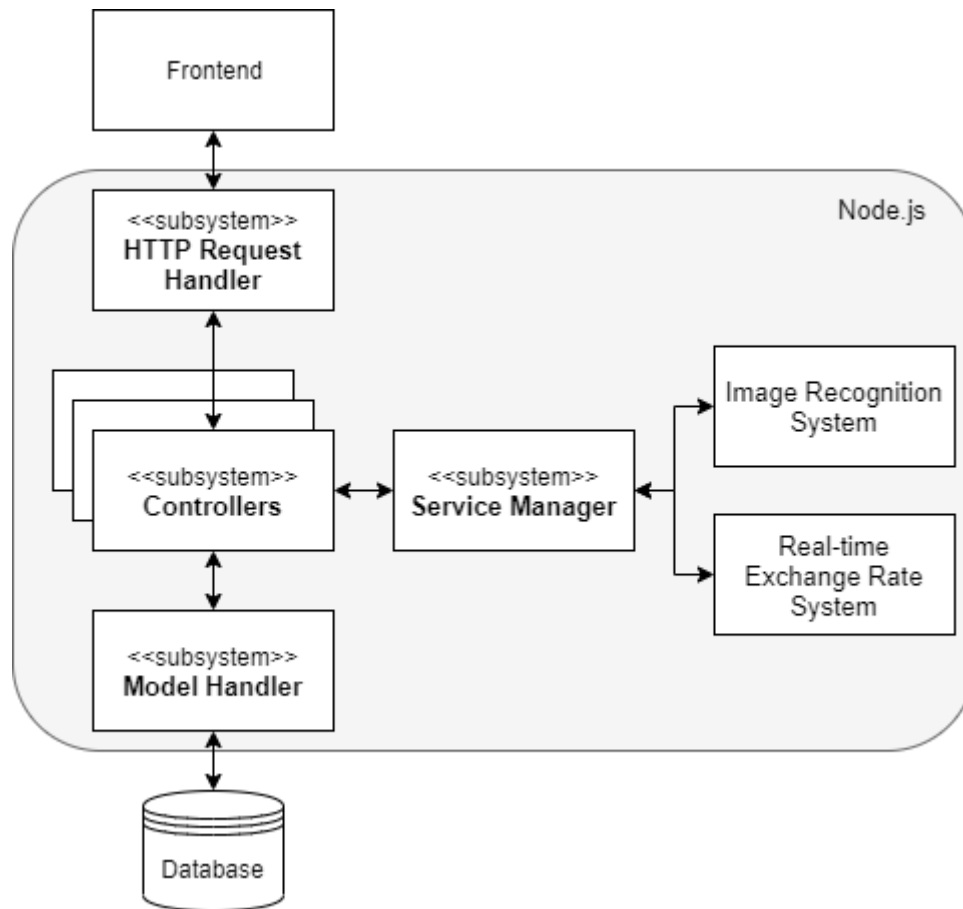 Frontend
Node.js
<<subsystem>>
HTTP Request
Handler
<<subsystem>>
Controllers
<<subsystem>>
Service Manager
Image Recognition
System
Real-time
Exchange Rate
System
<<subsystem>>
Model Handler
Database